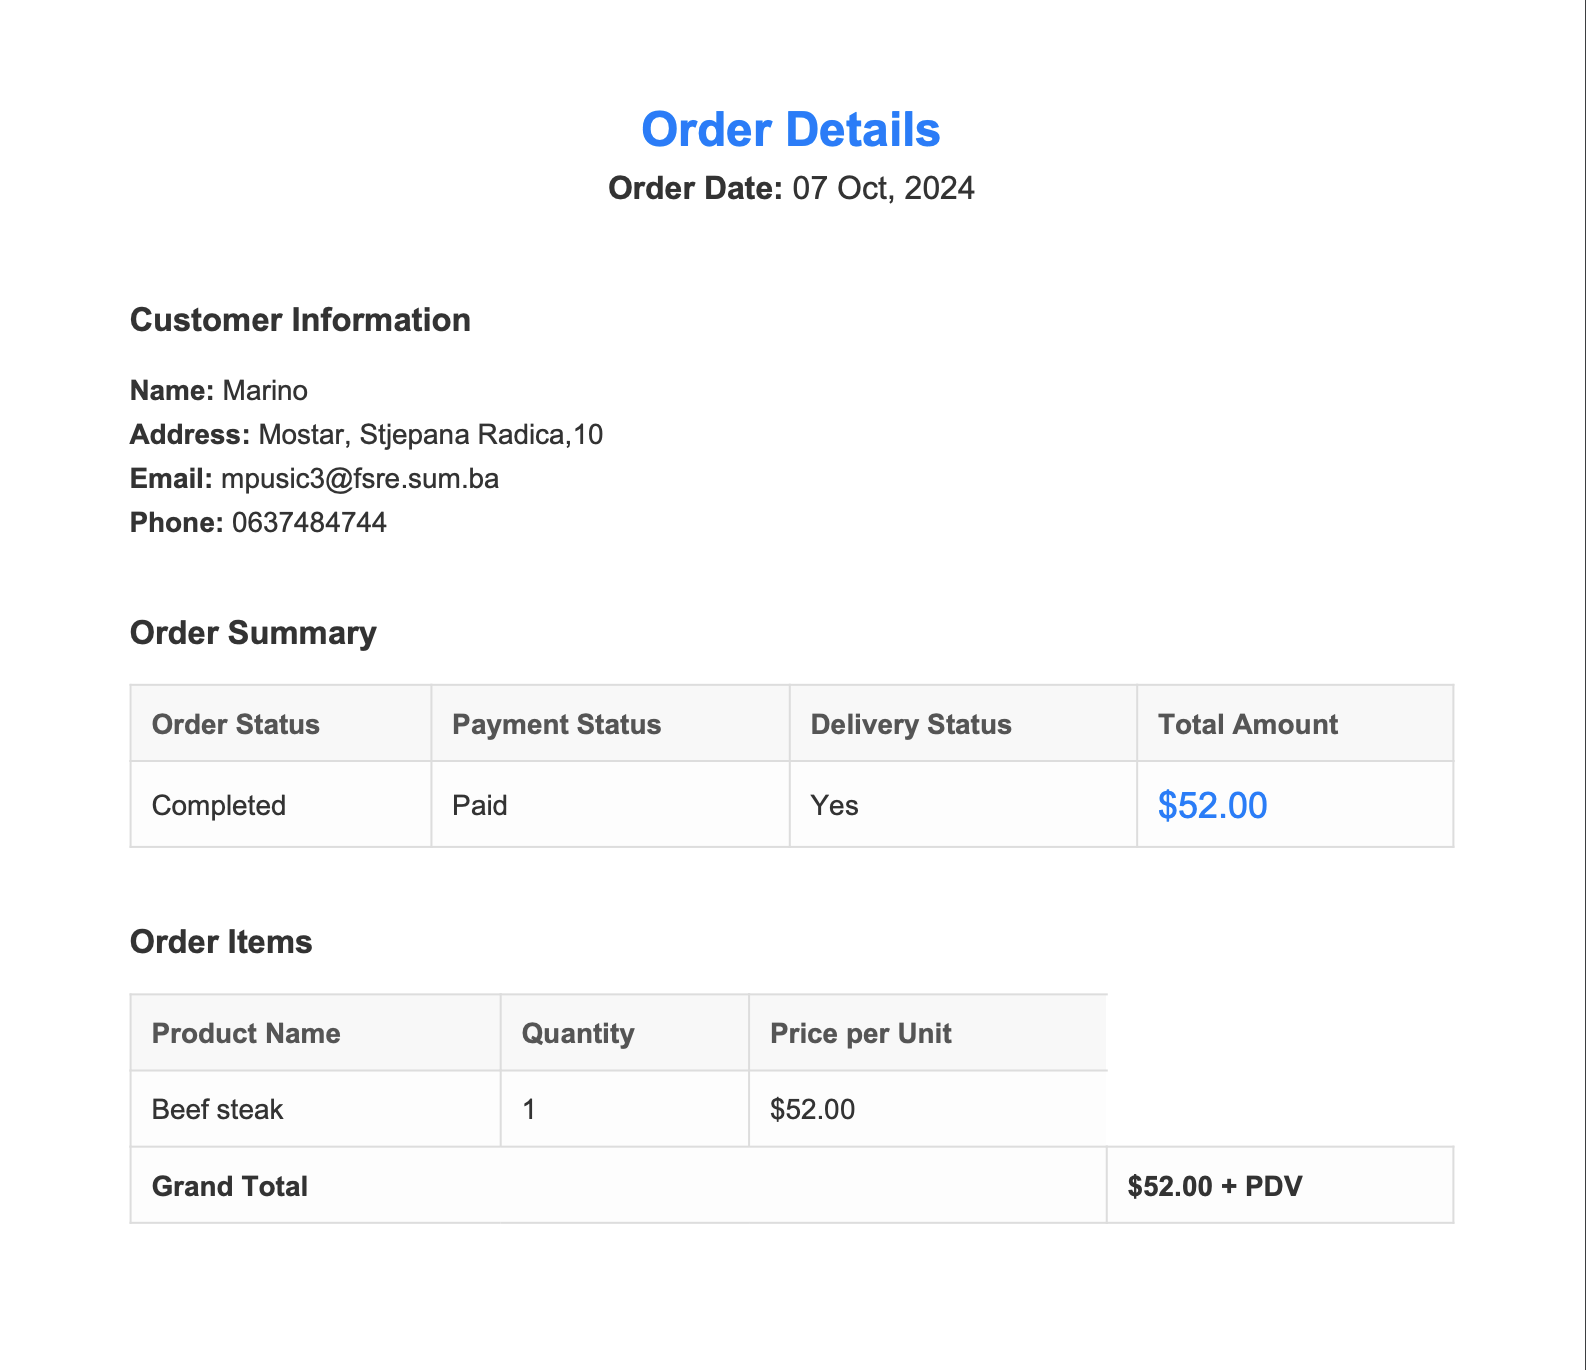 Order Details
Order Date: 07 Oct, 2024
Customer Information
Name: Marino
Address: Mostar, Stjepana Radica,10
Email: mpusic3@fsre.sum.ba
Phone: 0637484744
Order Summary
Order Status Payment Status Delivery Status Total Amount
Completed Paid Yes $52.00
Order Items
Product Name Quantity Price per Unit
Beef steak 1 $52.00
Grand Total $52.00 + PDV